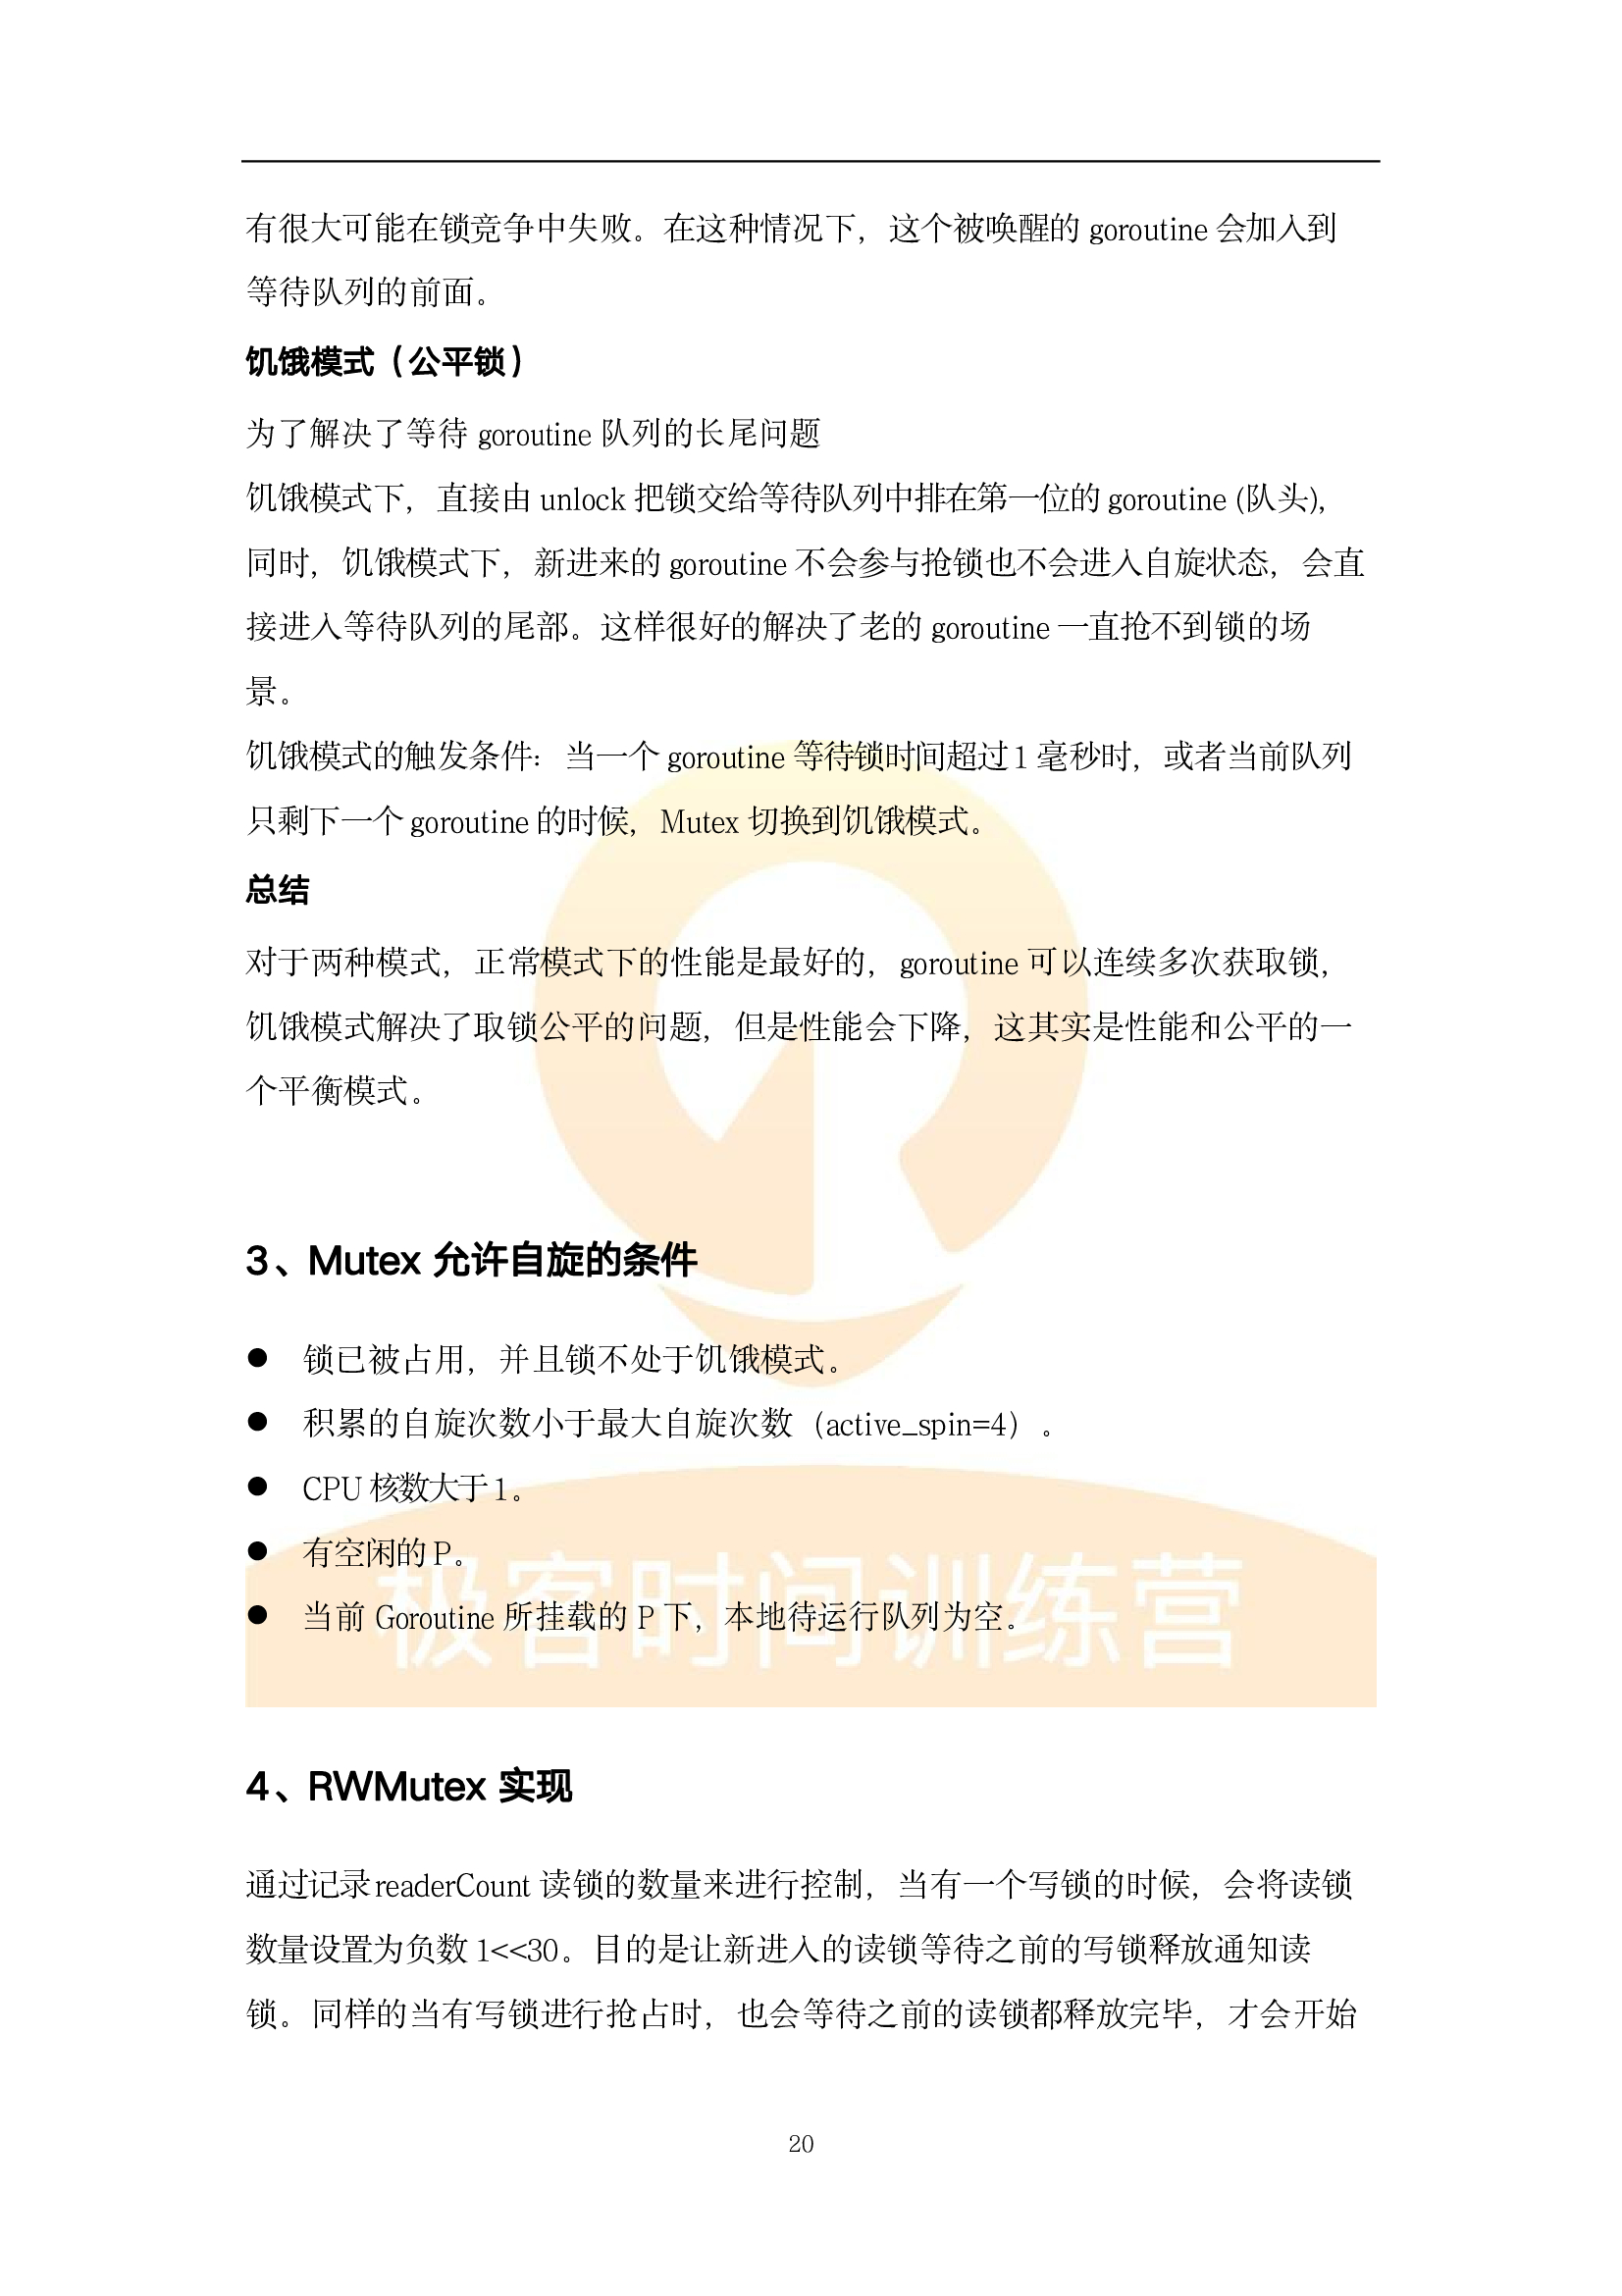 有很大可能在锁竞争中失败。在这种情况下，这个被唤醒的 goroutine 会加入到
等待队列的前面。
饥饿模式（公平锁）
为了解决了等待 goroutine 队列的长尾问题
饥饿模式下，直接由 unlock 把锁交给等待队列中排在第一位的 goroutine (队头)，
同时，饥饿模式下，新进来的 goroutine 不会参与抢锁也不会进入自旋状态，会直
接进入等待队列的尾部。这样很好的解决了老的 goroutine 一直抢不到锁的场
景。
饥饿模式的触发条件：当一个 goroutine 等待锁时间超过 1 毫秒时，或者当前队列
只剩下一个 goroutine 的时候，Mutex 切换到饥饿模式。
总结
对于两种模式，正常模式下的性能是最好的，goroutine 可以连续多次获取锁，
饥饿模式解决了取锁公平的问题，但是性能会下降，这其实是性能和公平的一
个平衡模式。
3、Mutex 允许自旋的条件
● 锁已被占用，并且锁不处于饥饿模式。
● 积累的自旋次数小于最大自旋次数（active_spin=4）。
● CPU 核数大于 1。
● 有空闲的 P。
● 当前 Goroutine 所挂载的 P 下，本地待运行队列为空。
极客时间训练营
4、RWMutex 实现
通过记录 readerCount 读锁的数量来进行控制，当有一个写锁的时候，会将读锁
数量设置为负数 1<<30。目的是让新进入的读锁等待之前的写锁释放通知读
锁。同样的当有写锁进行抢占时，也会等待之前的读锁都释放完毕，才会开始
20